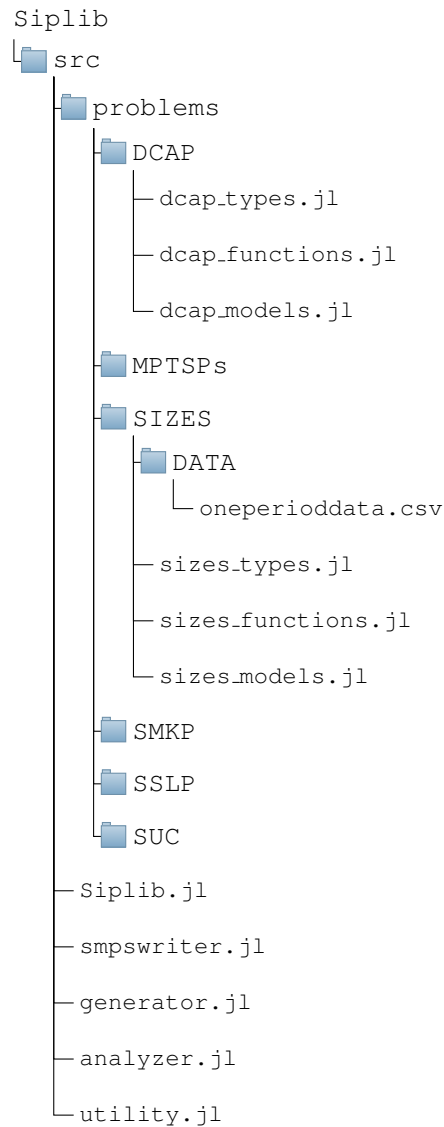 Siplib
src
problems
DCAP
dcap_types.jl
dcap_functions.jl
dcap_models.jl
MPTSPs
SIZES
DATA
oneperioddata.csv
sizes_types.jl
sizes_functions.jl
sizes_models.jl
SMKP
SSLP
SUC
Siplib.jl
smpswriter.jl
generator.jl
analyzer.jl
utility.jl